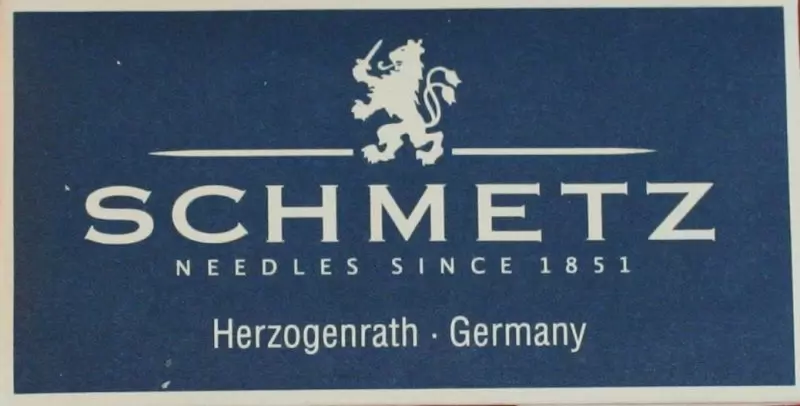 SCHMETZ
NEEDLES SINCE 1851
Herzogenrath · Germany